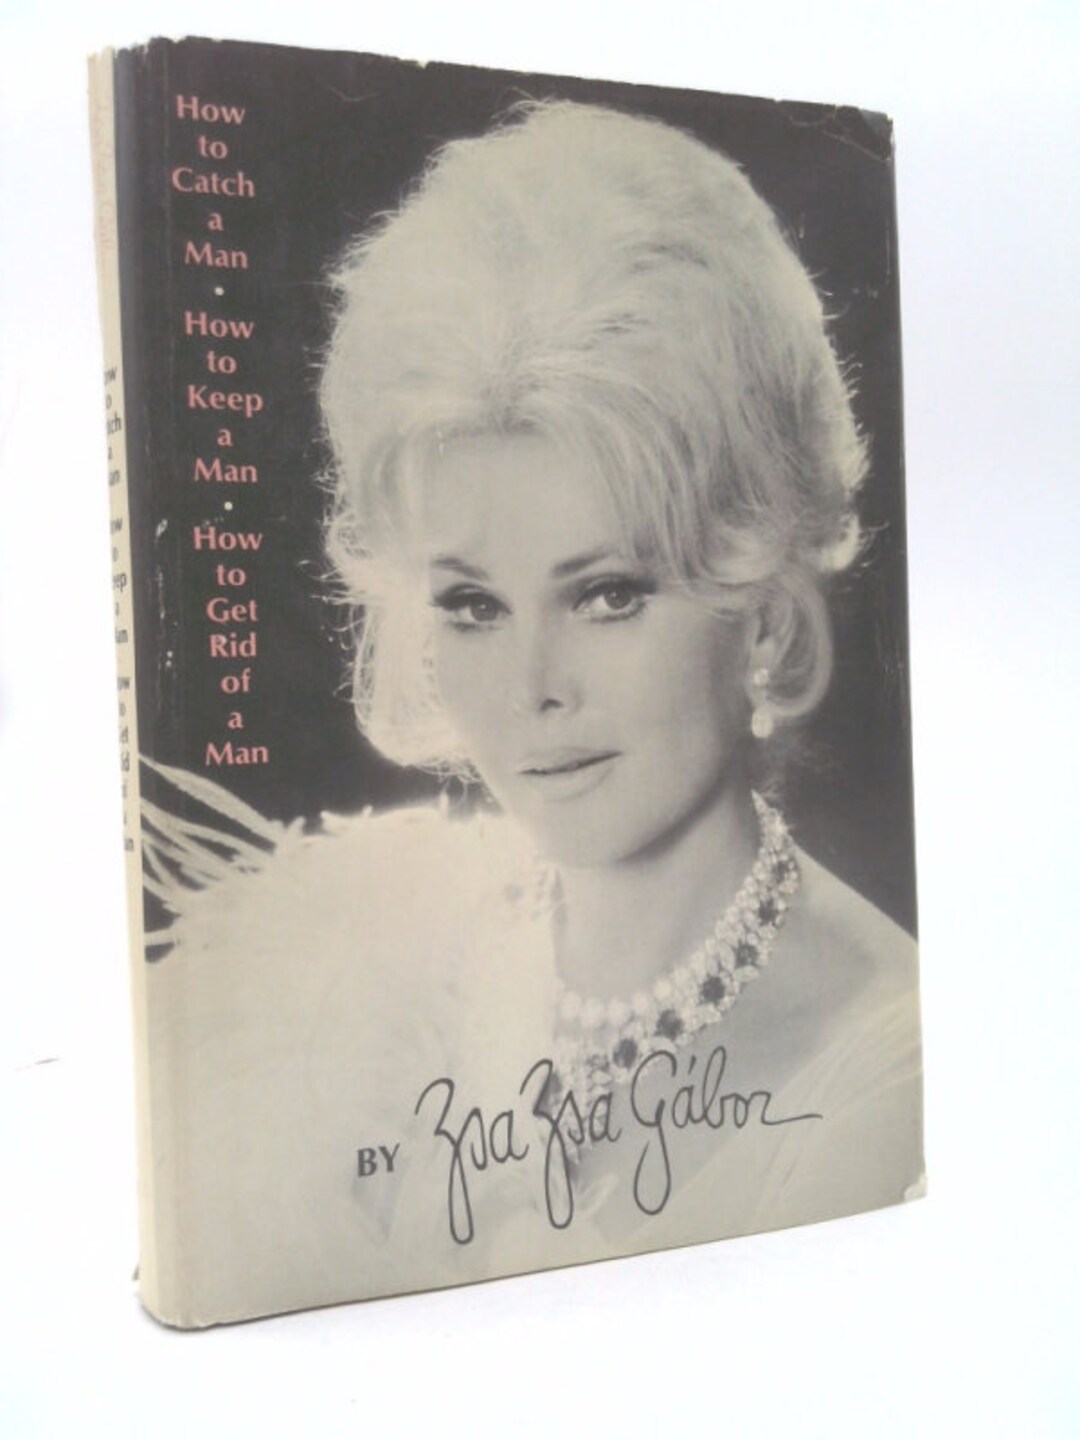 How
to
Catch
a
Man
•
How
to
Keep
a
Man
•
How
to
Get
Rid
of
a
Man
BY Zsa Zsa Gábor